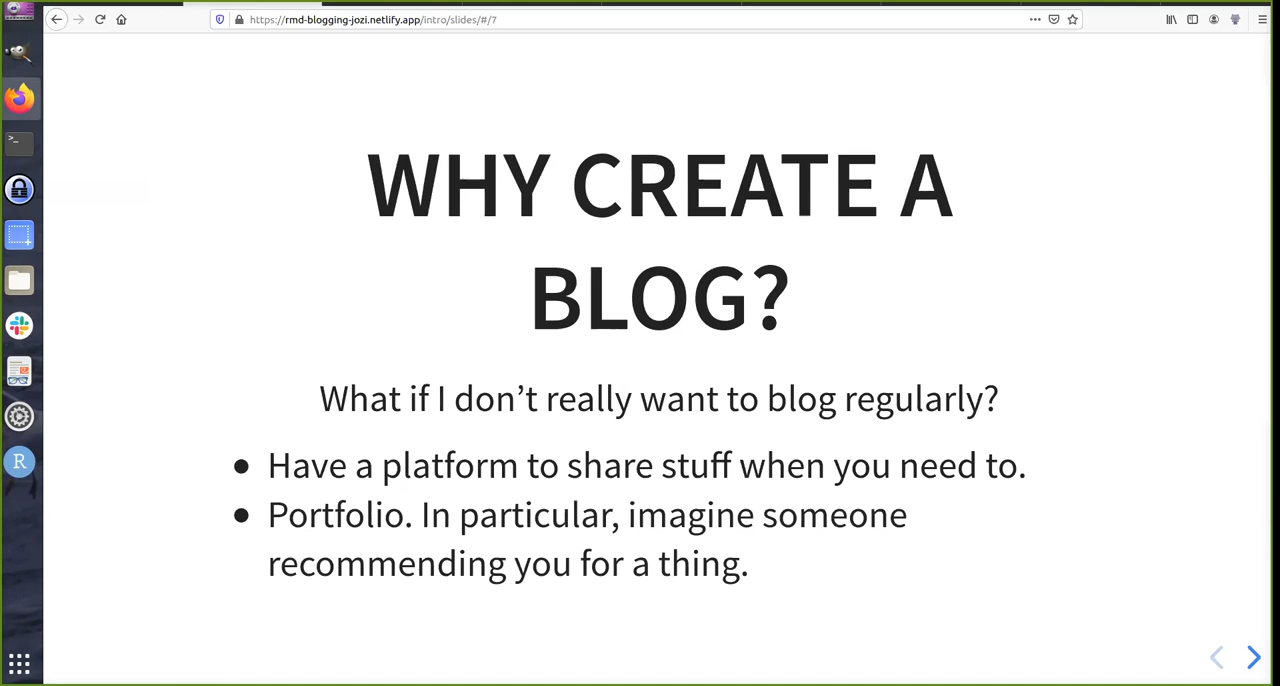 https://rmd-blogging-jozi.netlify.app/intro/slides/#/7
WHY CREATE A
BLOG?
What if I don’t really want to blog regularly?
● Have a platform to share stuff when you need to.
● Portfolio. In particular, imagine someone
recommending you for a thing.
R